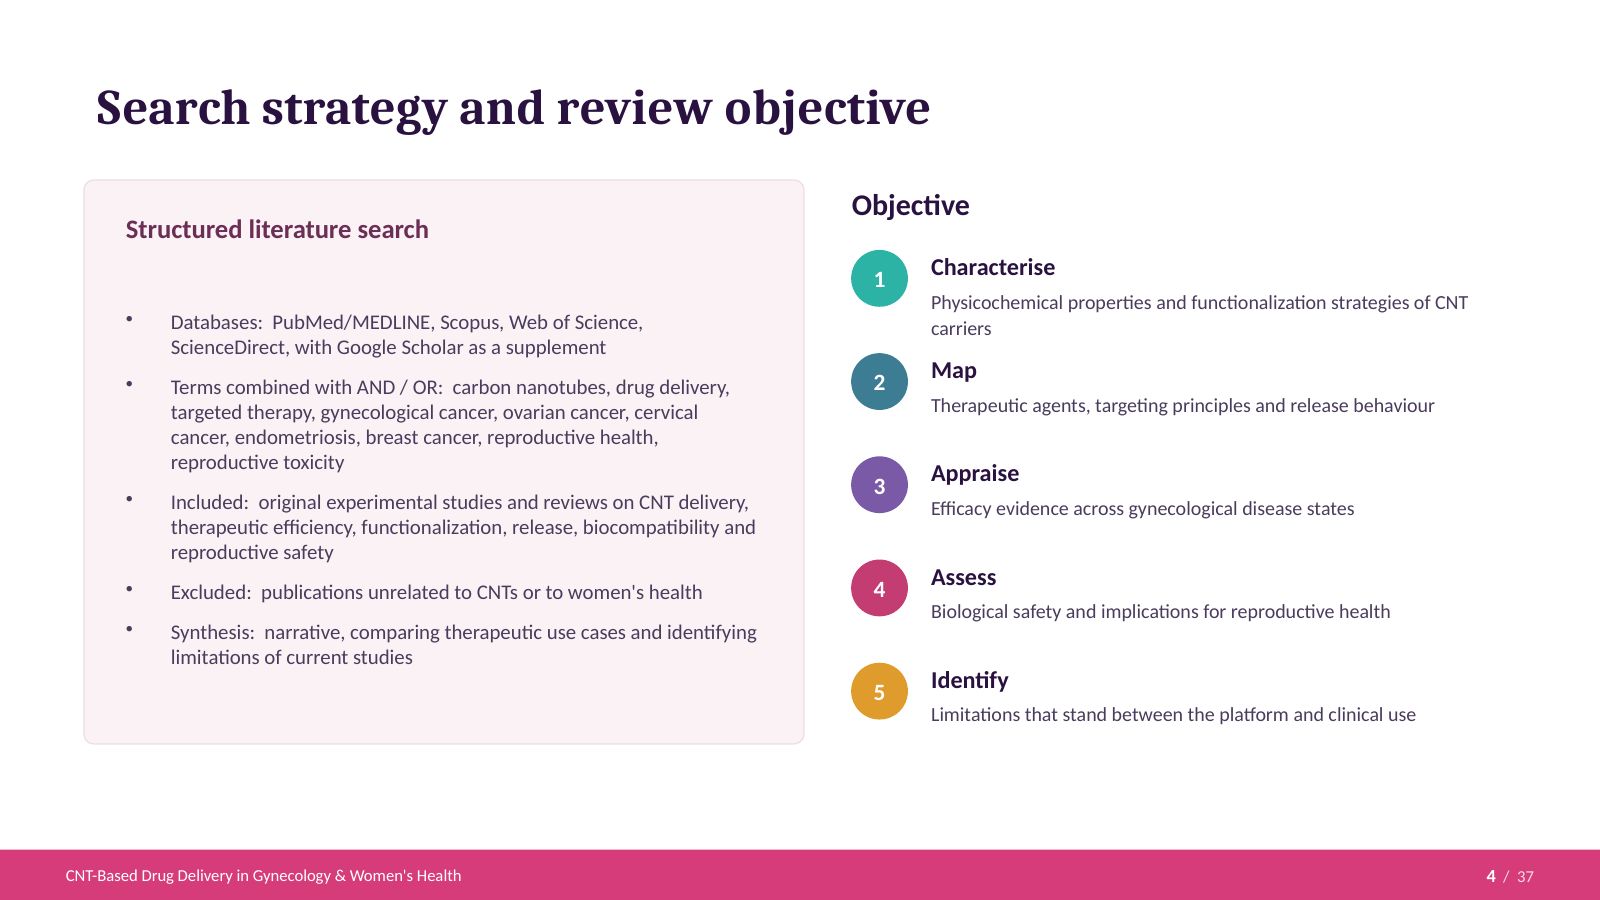 Search strategy and review objective
Structured literature search
• Databases:  PubMed/MEDLINE, Scopus, Web of Science,
ScienceDirect, with Google Scholar as a supplement
• Terms combined with AND / OR:  carbon nanotubes, drug delivery,
targeted therapy, gynecological cancer, ovarian cancer, cervical
cancer, endometriosis, breast cancer, reproductive health,
reproductive toxicity
• Included:  original experimental studies and reviews on CNT delivery,
therapeutic efficiency, functionalization, release, biocompatibility and
reproductive safety
• Excluded:  publications unrelated to CNTs or to women's health
• Synthesis:  narrative, comparing therapeutic use cases and identifying
limitations of current studies
Objective
1
Characterise
Physicochemical properties and functionalization strategies of CNT
carriers
2
Map
Therapeutic agents, targeting principles and release behaviour
3
Appraise
Efficacy evidence across gynecological disease states
4
Assess
Biological safety and implications for reproductive health
5
Identify
Limitations that stand between the platform and clinical use
CNT-Based Drug Delivery in Gynecology & Women's Health
4 / 37